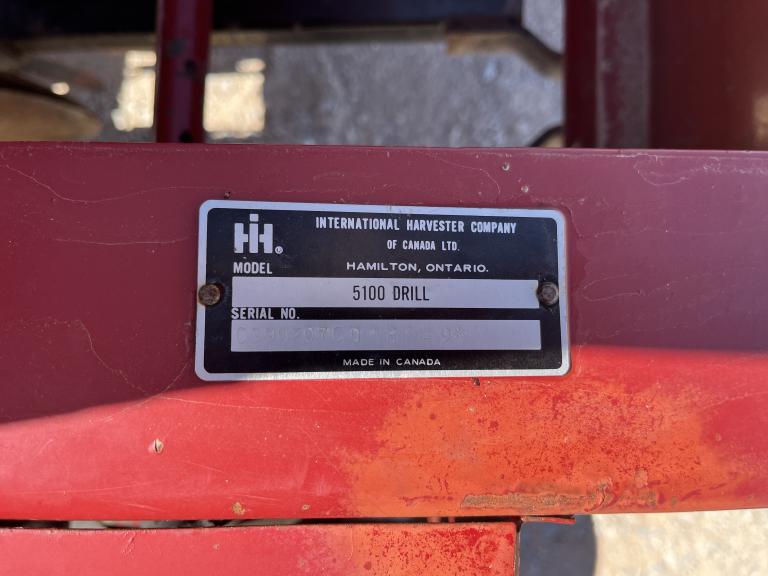 INTERNATIONAL HARVESTER COMPANY
OF CANADA LTD.
IH ®
MODEL HAMILTON, ONTARIO.
5100 DRILL
SERIAL NO.
MADE IN CANADA